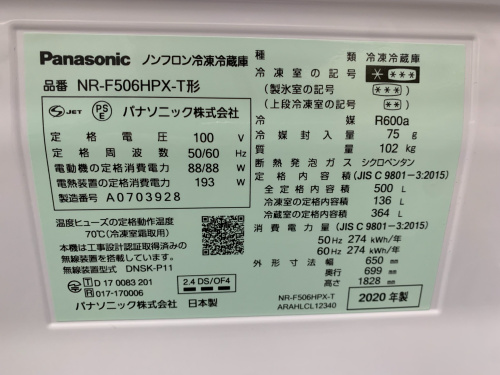 Panasonic ノンフロン冷凍冷蔵庫
品番 NR-F506HPX-T形
S JET PS E パナソニック株式会社
定格電圧 100 V
定格周波数 50/60 Hz
電動機の定格消費電力 88/88 W
電熱装置の定格消費電力 193 W
製造番号 A0703928
温度ヒューズの定格動作温度
70℃(冷凍室霜取用)
本機は工事設計認証取得済みの
無線装置を搭載しています。
無線装置型式 DNSK-P11
T D 17 0083 201
R 017-170006
2.4 DS/OF4
パナソニック株式会社 日本製
種類 冷凍冷蔵庫
冷凍室の記号 * ***
(製氷室の記号) **
(上段冷凍室の記号) **
冷媒 R600a
冷媒封入量 75 g
質量 102 kg
断熱発泡ガス シクロペンタン
定格内容積 (JIS C 9801-3:2015)
全定格内容積 500 L
冷凍室定格内容積 136 L
冷蔵室の定格内容積 364 L
消費電力量 (JIS C 9801-3:2015)
50 Hz 274 kWh/年
60 Hz 274 kWh/年
外形寸法 幅 650 mm
奥行 699 mm
高さ 1828 mm
NR-F506HPX-T
ARAHLCL12340
2020年製